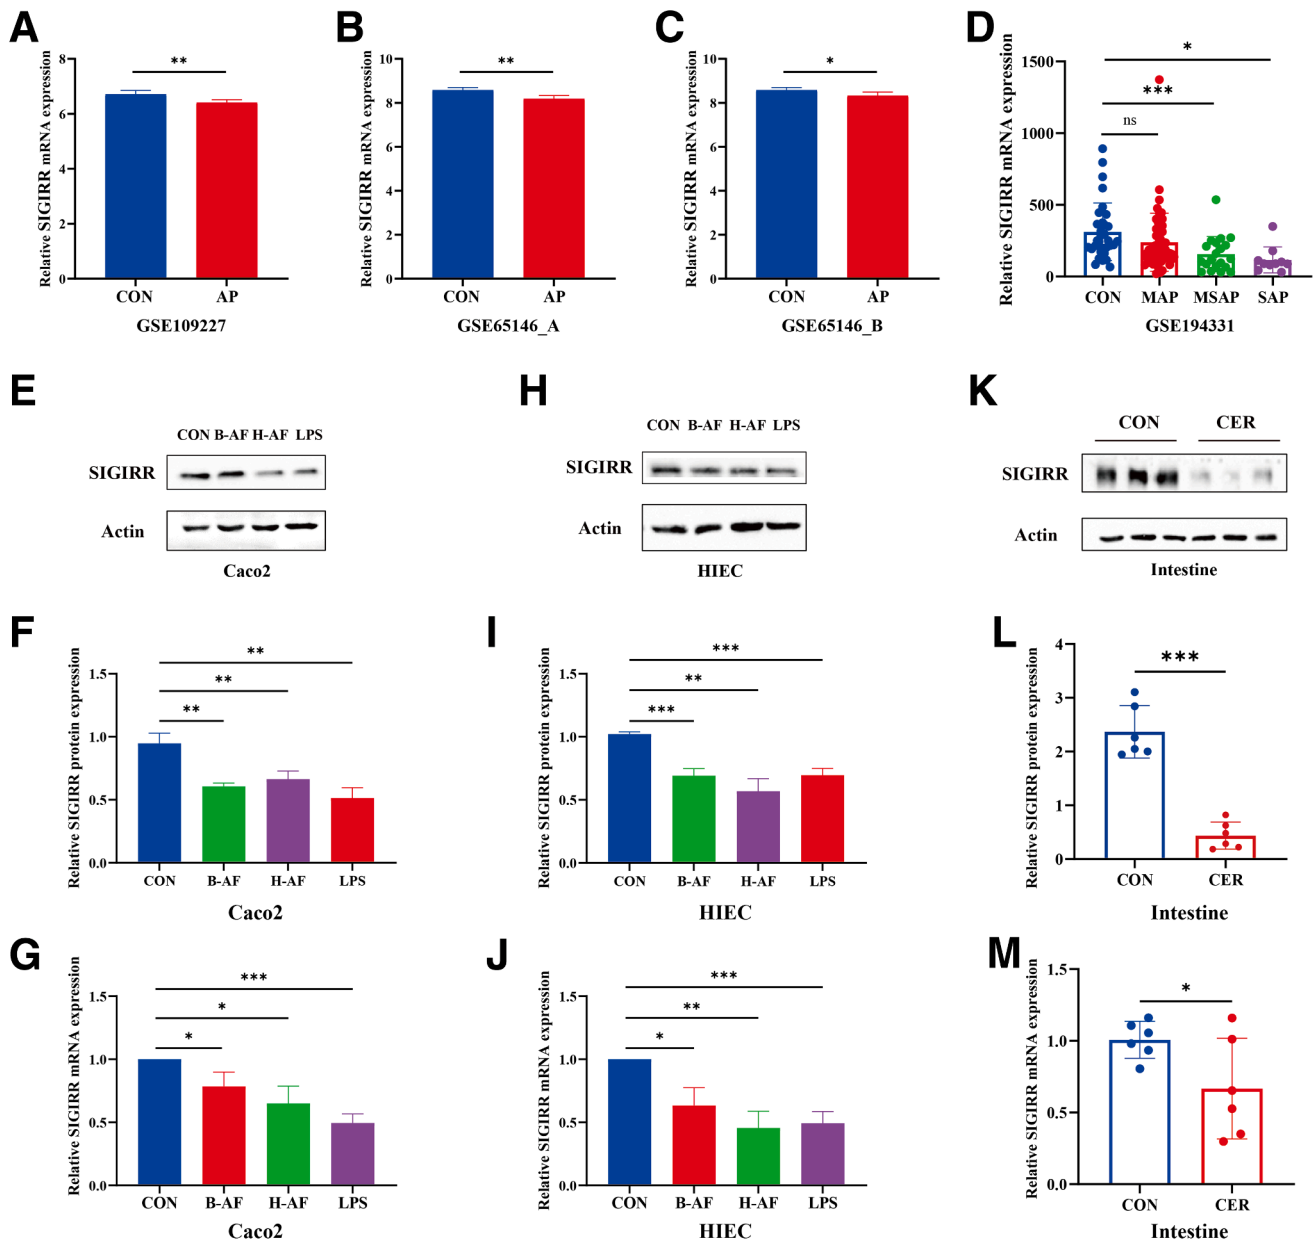 A
Relative SIGIRR mRNA expression
8
6
4
2
0
**
CON AP
GSE109227
B
Relative SIGIRR mRNA expression
10
8
6
4
2
0
**
CON AP
GSE65146_A
C
Relative SIGIRR mRNA expression
10
8
6
4
2
0
*
CON AP
GSE65146_B
D
Relative SIGIRR mRNA expression
1500
1000
500
0
*
***
ns
CON MAP MSAP SAP
GSE194331
E
CON B-AF H-AF LPS
SIGIRR
Actin
Caco2
H
CON B-AF H-AF LPS
SIGIRR
Actin
HIEC
K
CON CER
SIGIRR
Actin
Intestine
F
Relative SIGIRR protein expression
1.5
1.0
0.5
0.0
**
**
**
CON B-AF H-AF LPS
Caco2
I
Relative SIGIRR protein expression
1.5
1.0
0.5
0.0
***
**
***
CON B-AF H-AF LPS
HIEC
L
Relative SIGIRR protein expression
4
3
2
1
0
***
CON CER
Intestine
G
Relative SIGIRR mRNA expression
1.5
1.0
0.5
0.0
***
*
*
CON B-AF H-AF LPS
Caco2
J
Relative SIGIRR mRNA expression
1.5
1.0
0.5
0.0
***
**
*
CON B-AF H-AF LPS
HIEC
M
Relative SIGIRR mRNA expression
1.5
1.0
0.5
0.0
*
CON CER
Intestine